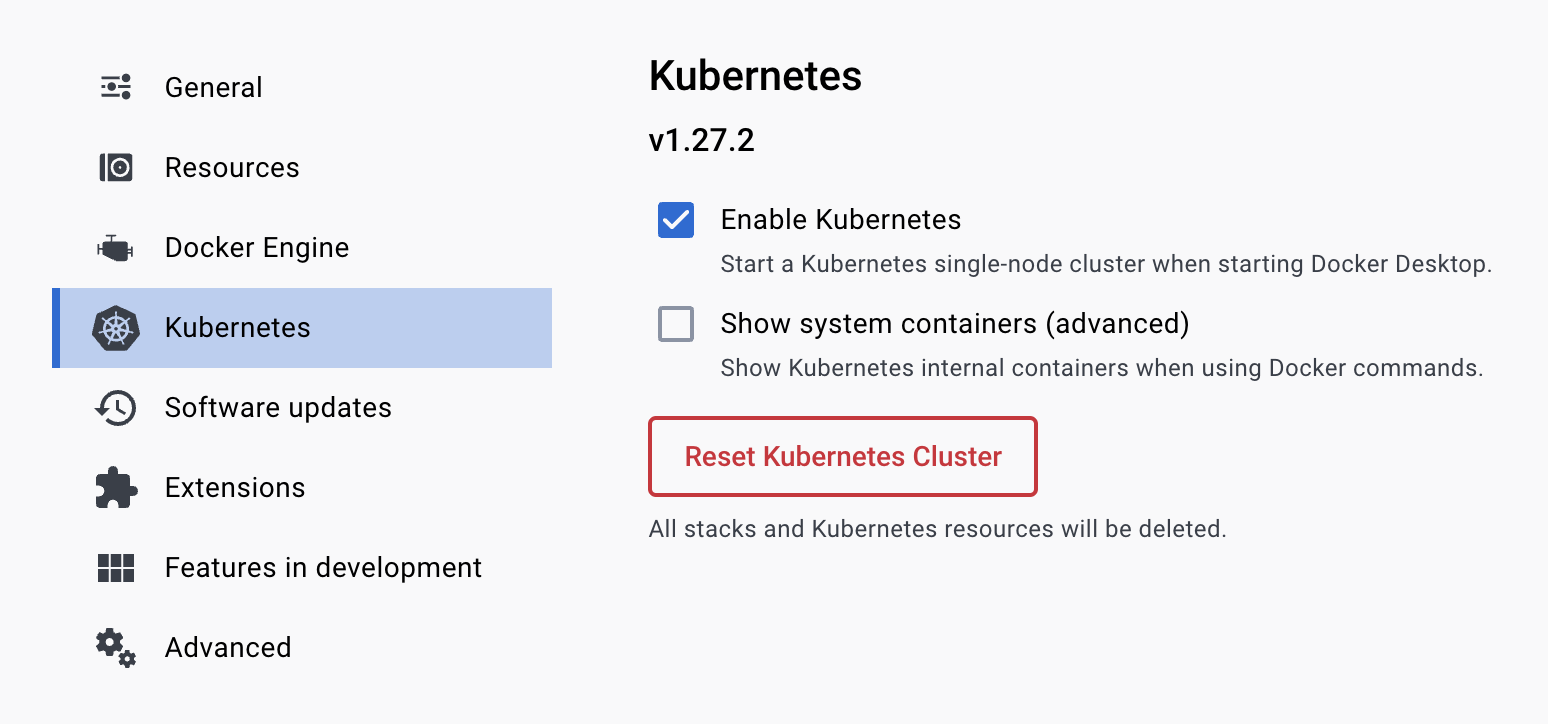 General
Resources
Docker Engine
Kubernetes
Software updates
Extensions
Features in development
Advanced
Kubernetes
v1.27.2
Enable Kubernetes
Start a Kubernetes single-node cluster when starting Docker Desktop.
Show system containers (advanced)
Show Kubernetes internal containers when using Docker commands.
Reset Kubernetes Cluster
All stacks and Kubernetes resources will be deleted.